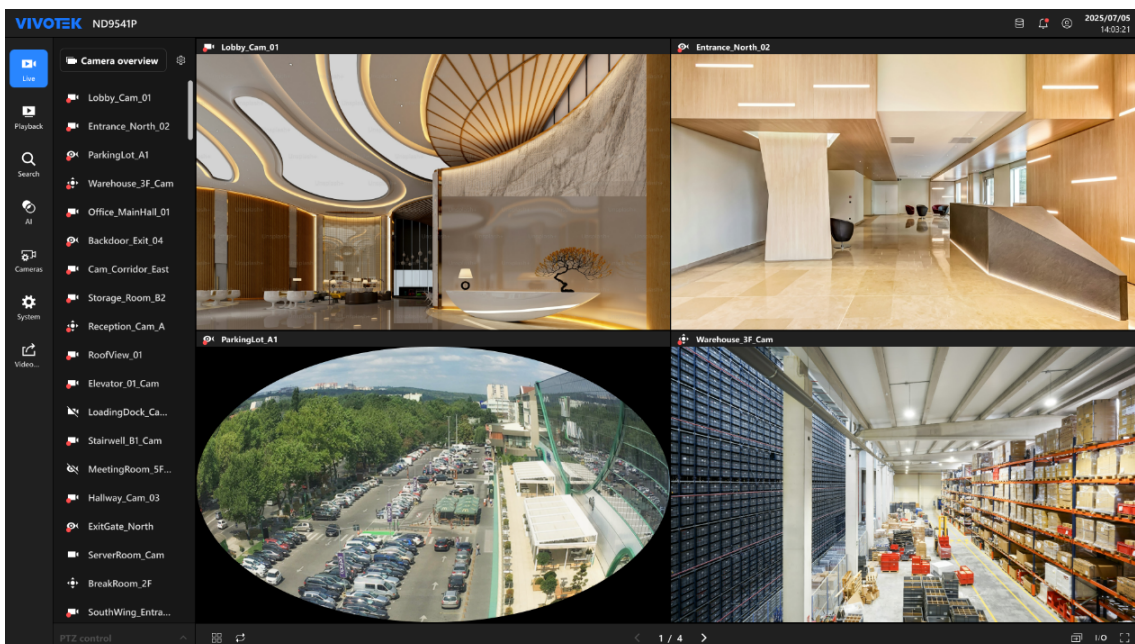 VIVOTEK ND9541P
2025/07/05
14:03:21
Live
Playback
Search
AI
Cameras
System
Video...
Camera overview
Lobby_Cam_01
Entrance_North_02
ParkingLot_A1
Warehouse_3F_Cam
Office_MainHall_01
Backdoor_Exit_04
Cam_Corridor_East
Storage_Room_B2
Reception_Cam_A
RoofView_01
Elevator_01_Cam
LoadingDock_Ca...
Stairwell_B1_Cam
MeetingRoom_5F...
Hallway_Cam_03
ExitGate_North
ServerRoom_Cam
BreakRoom_2F
SouthWing_Entra...
PTZ control
Lobby_Cam_01
Entrance_North_02
ParkingLot_A1
Warehouse_3F_Cam
1 / 4
I/O